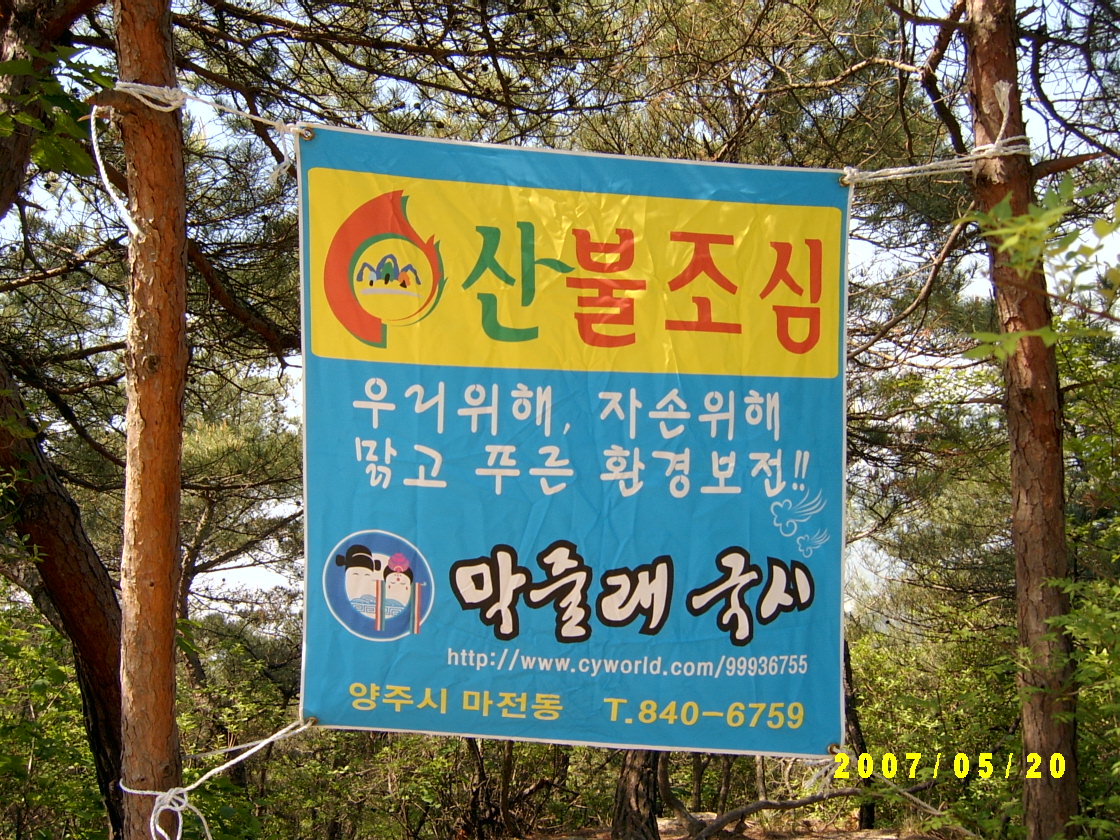 산불조심
우리위해, 자손위해
맑고 푸른 환경보전!!
막줄래 국시
http://www.cyworld.com/99936755
양주시 마전동 T.840-6759
2007/05/20